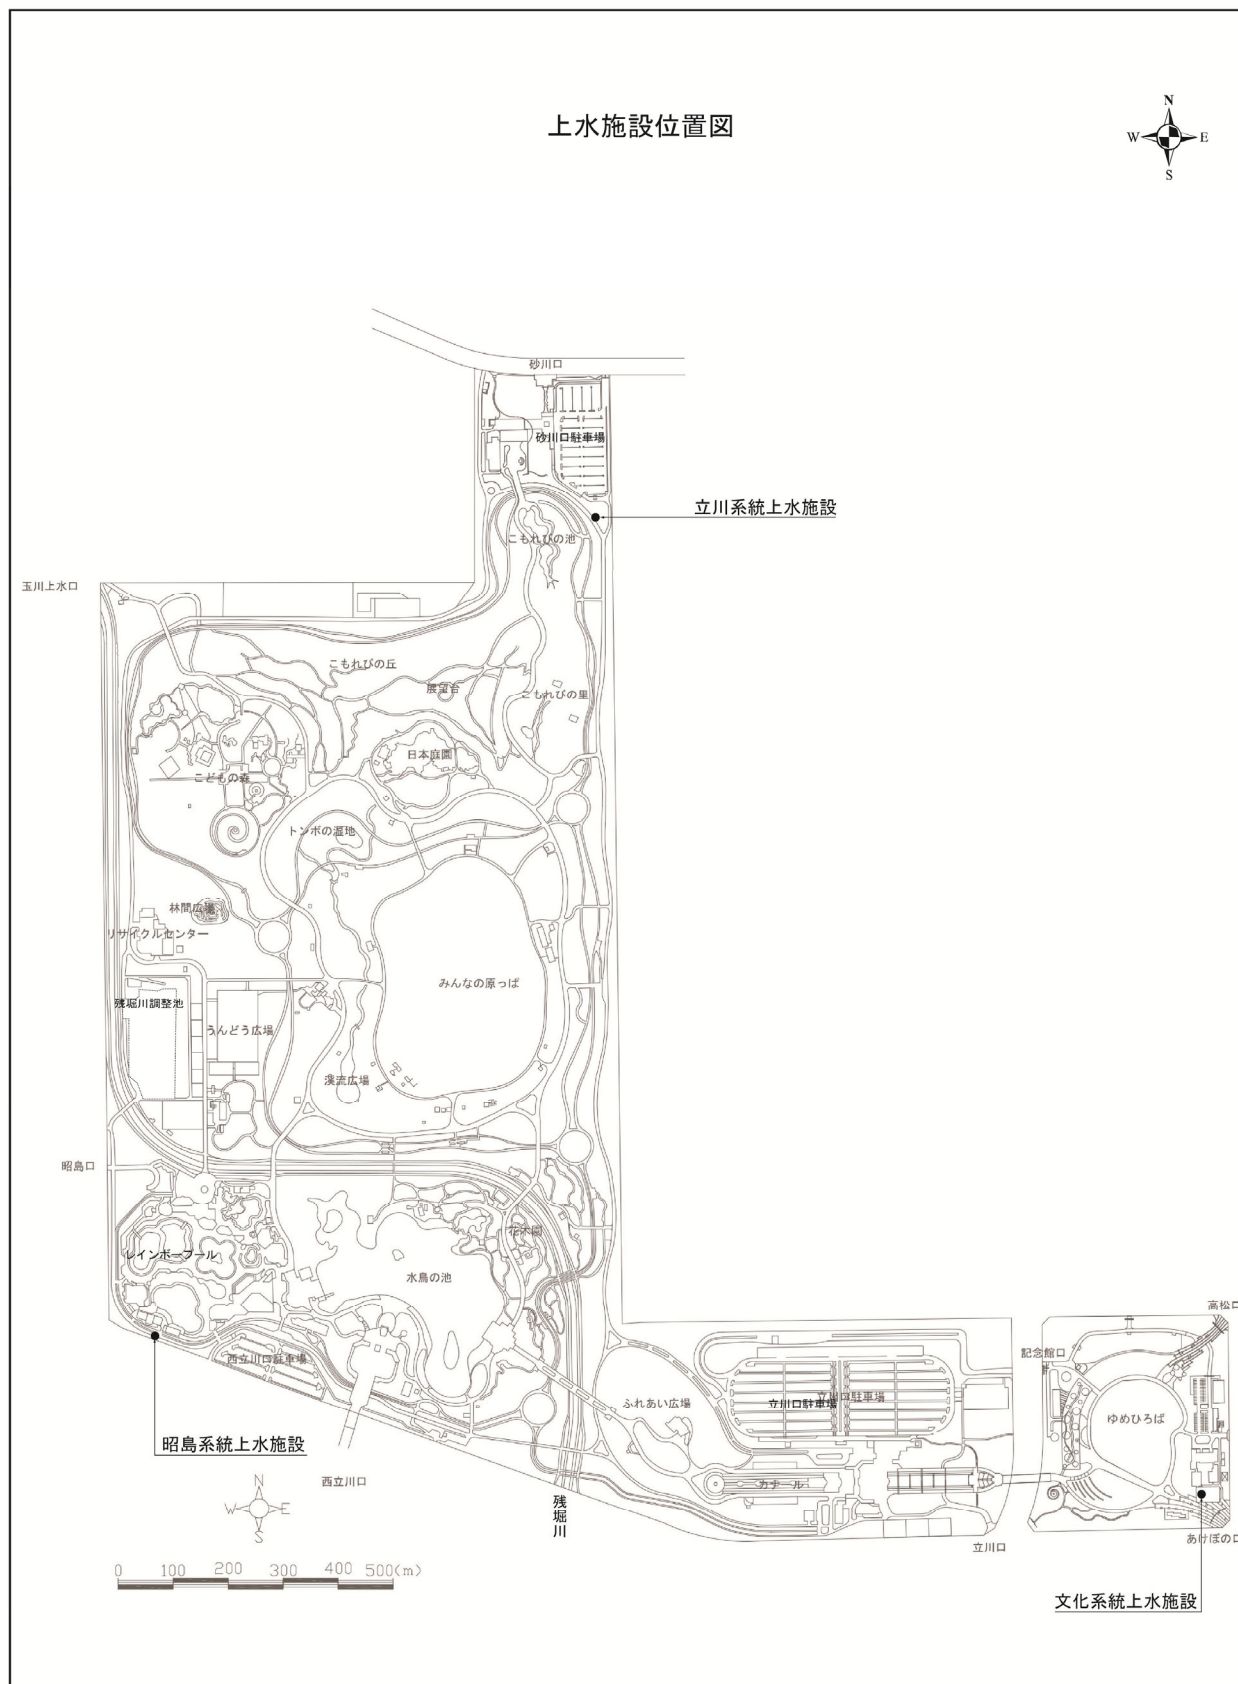 上水施設位置図
N
W E
S
砂川口
砂川口駐車場
立川系統上水施設
こもれびの池
玉川上水口
こもれびの丘
展望台
こもれびの里
日本庭園
こどもの森
トンボの湿地
林間広場
リサイクルセンター
みんなの原っぱ
残堀川調整池
うんどう広場
渓流広場
昭島口
花木園
レインボープール
水鳥の池
高松口
記念館口
西立川口駐車場
ふれあい広場
立川口駐車場
立川口駐車場
ゆめひろば
昭島系統上水施設
カナール
西立川口
N
W E
S
残堀川
立川口
あけぼの口
0 100 200 300 400 500(m)
文化系統上水施設